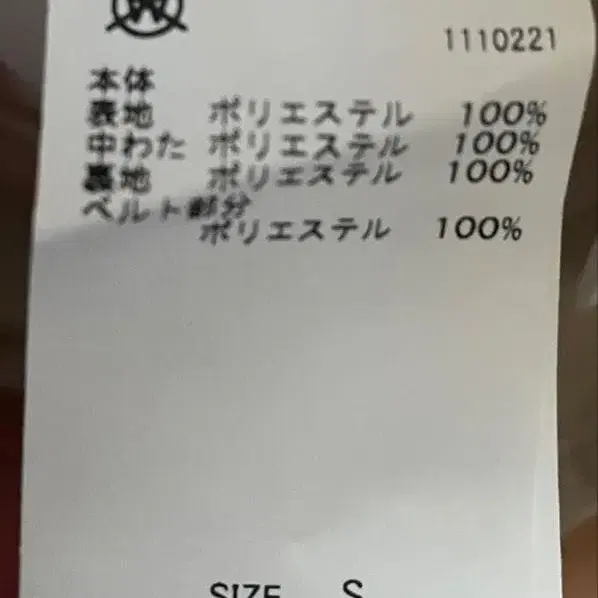 W
1110221
本体
表地 ポリエステル 100%
中わた ポリエステル 100%
裏地 ポリエステル 100%
ベルト部分
ポリエステル 100%
SIZE S